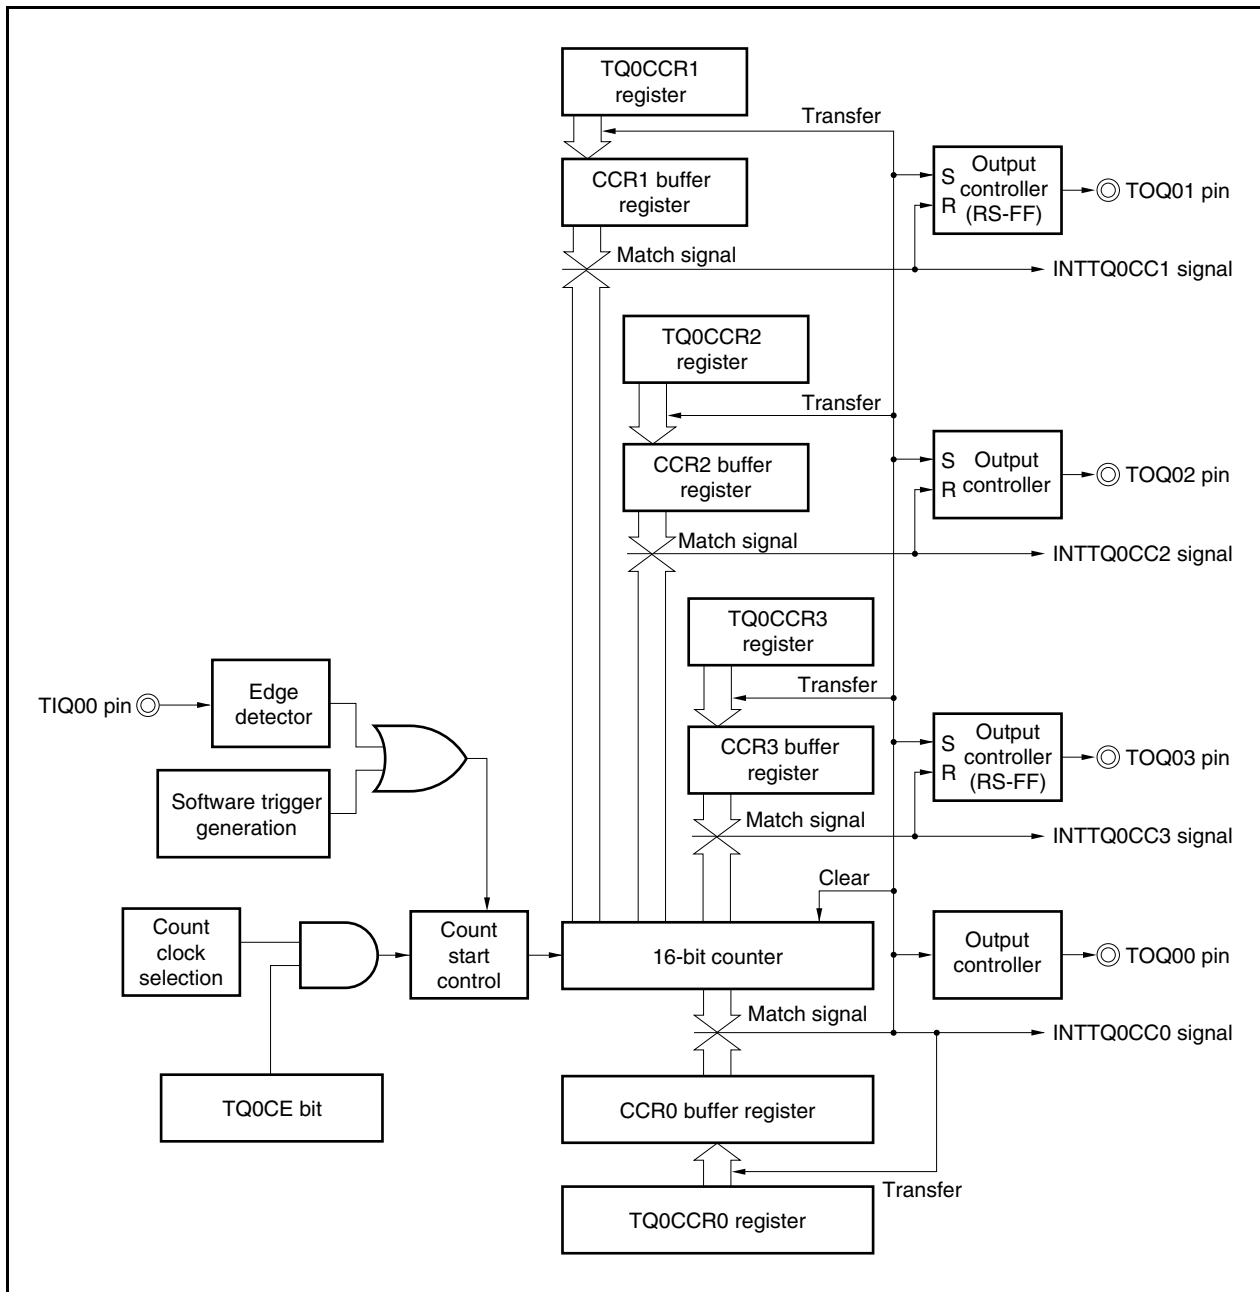 TQ0CCR1
register
Transfer
CCR1 buffer
register
S
R
Output
controller
(RS-FF)
TOQ01 pin
Match signal
INTTQ0CC1 signal
TQ0CCR2
register
Transfer
CCR2 buffer
register
S
R
Output
controller
TOQ02 pin
Match signal
INTTQ0CC2 signal
TQ0CCR3
register
Transfer
TIQ00 pin
Edge
detector
CCR3 buffer
register
S
R
Output
controller
(RS-FF)
TOQ03 pin
Software trigger
generation
Match signal
INTTQ0CC3 signal
Clear
Count
clock
selection
Count
start
control
16-bit counter
Output
controller
TOQ00 pin
Match signal
INTTQ0CC0 signal
TQ0CE bit
CCR0 buffer register
Transfer
TQ0CCR0 register